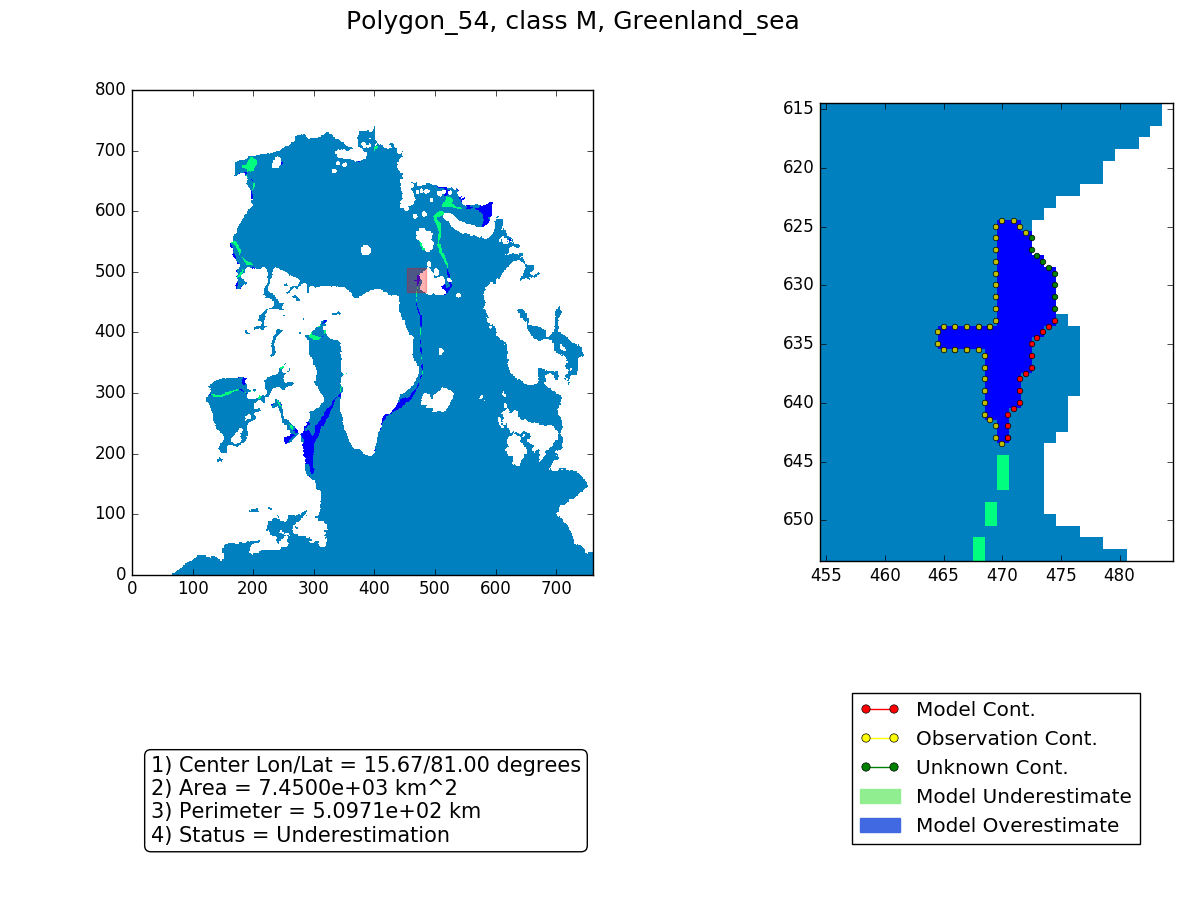 Polygon_54, class M, Greenland_sea
800
700
600
500
400
300
200
100
0
0 100 200 300 400 500 600 700
615
620
625
630
635
640
645
650
455 460 465 470 475 480
1) Center Lon/Lat = 15.67/81.00 degrees
2) Area = 7.4500e+03 km^2
3) Perimeter = 5.0971e+02 km
4) Status = Underestimation
Model Cont.
Observation Cont.
Unknown Cont.
Model Underestimate
Model Overestimate